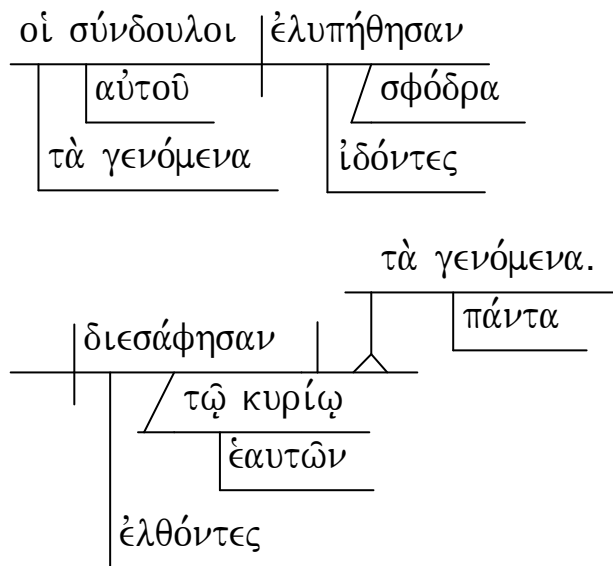 οἱ σύνδουλοι ἐλυπήθησαν
αὐτοῦ σφόδρα
τὰ γενόμενα ἰδόντες
τὰ γενόμενα.
διεσάφησαν πάντα
τῷ κυρίῳ
ἑαυτῶν
ἐλθόντες